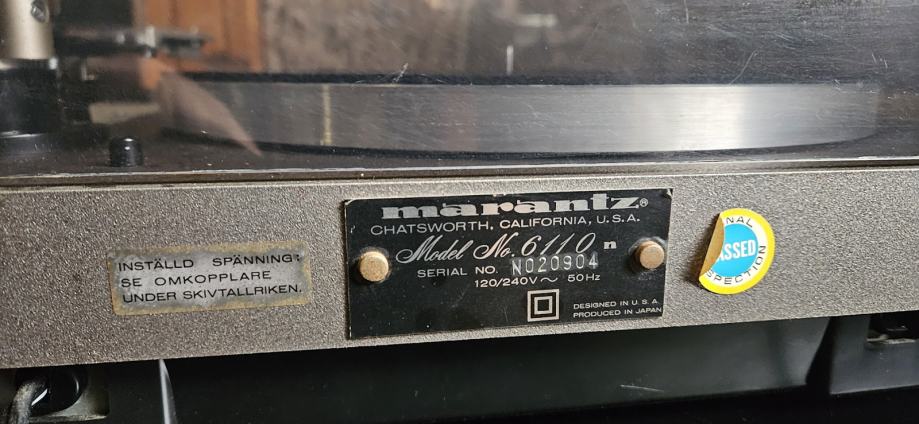 INSTÄLLD SPÄNNING:
SE OMKOPPLARE
UNDER SKIVTALLRIKEN.
marantz®
CHATSWORTH, CALIFORNIA, U.S.A.
Model No. 6110 n
SERIAL NO. N020904
120/240V ~ 50Hz
DESIGNED IN U.S.A.
PRODUCED IN JAPAN
NAL
ASSED
SPECTION